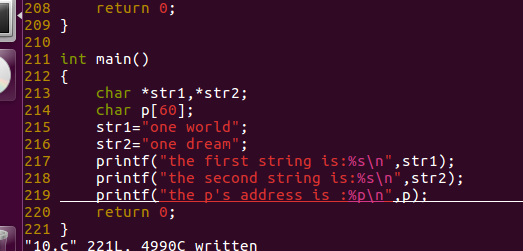 208     return 0;
209 }
210
211 int main()
212 {
213     char *str1,*str2;
214     char p[60];
215     str1="one world";
216     str2="one dream";
217     printf("the first string is:%s\n",str1);
218     printf("the second string is:%s\n",str2);
219     printf("the p's address is :%p\n",p);
220     return 0;
221 }
"10.c" 221L, 4990C written